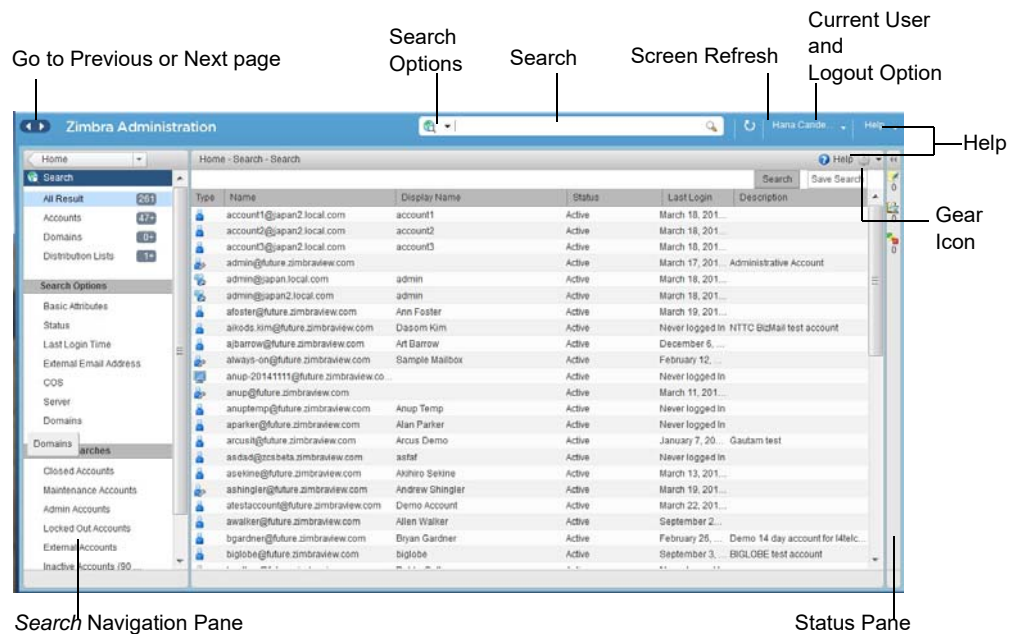 Current User
and
Logout Option
Search
Options
Go to Previous or Next page
Search
Screen Refresh
Zimbra Administration
Hana Cande...
Help
Help
Home
Home - Search - Search
Help
Search
Search
Save Search
All Result 261
Accounts 47+
Domains 0+
Distribution Lists 1+
Search Options
Basic Attributes
Status
Last Login Time
External Email Address
COS
Server
Domains
Domains
arches
Closed Accounts
Maintenance Accounts
Admin Accounts
Locked Out Accounts
External Accounts
Inactive Accounts (90 ...
Type Name Display Name Status Last Login Description
account1@japan2.local.com account1 Active March 18, 201...
account2@japan2.local.com account2 Active March 18, 201...
account3@japan2.local.com account3 Active March 18, 201...
admin@future.zimbraview.com Active March 17, 201... Administrative Account
admin@japan.local.com admin Active March 18, 201...
admin@japan2.local.com admin Active March 18, 201...
afoster@future.zimbraview.com Ann Foster Active March 19, 201...
aikods.kim@future.zimbraview.com Dasom Kim Active Never logged in NTTC BizMail test account
ajbarrow@future.zimbraview.com Art Barrow Active December 6, ...
always-on@future.zimbraview.com Sample Mailbox Active February 12, ...
anup-20141111@future.zimbraview.co... Active Never logged in
anup@future.zimbraview.com Active March 11, 201...
anuptemp@future.zimbraview.com Anup Temp Active Never logged in
aparker@future.zimbraview.com Alan Parker Active Never logged in
arcusit@future.zimbraview.com Arcus Demo Active January 7, 20... Gautam test
asdad@zcsbeta.zimbraview.com asfaf Active Never logged in
asekine@future.zimbraview.com Akihiro Sekine Active March 13, 201...
ashingler@future.zimbraview.com Andrew Shingler Active March 19, 201...
atestaccount@future.zimbraview.com Demo Account Active March 22, 201...
awalker@future.zimbraview.com Allen Walker Active September 2...
bgardner@future.zimbraview.com Bryan Gardner Active February 26, ... Demo 14 day account for l4telc...
biglobe@future.zimbraview.com biglobe Active September 3, ... BIGLOBE test account
0
0
0
Gear
Icon
Search Navigation Pane
Status Pane